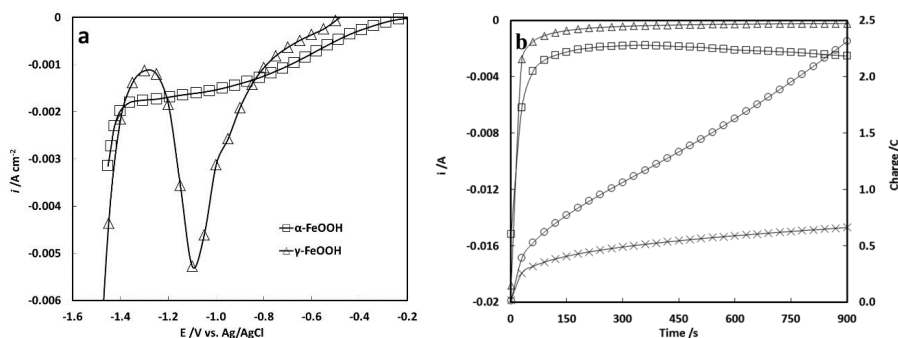 a
i /A cm⁻²
0
-0.001
-0.002
-0.003
-0.004
-0.005
-0.006
α-FeOOH
γ-FeOOH
-1.6 -1.4 -1.2 -1.0 -0.8 -0.6 -0.4 -0.2
E /V vs. Ag/AgCl
b
i /A
0
-0.004
-0.008
-0.012
-0.016
-0.02
2.5
2.0
1.5
1.0
0.5
0.0
Charge /C
0 150 300 450 600 750 900
Time /s